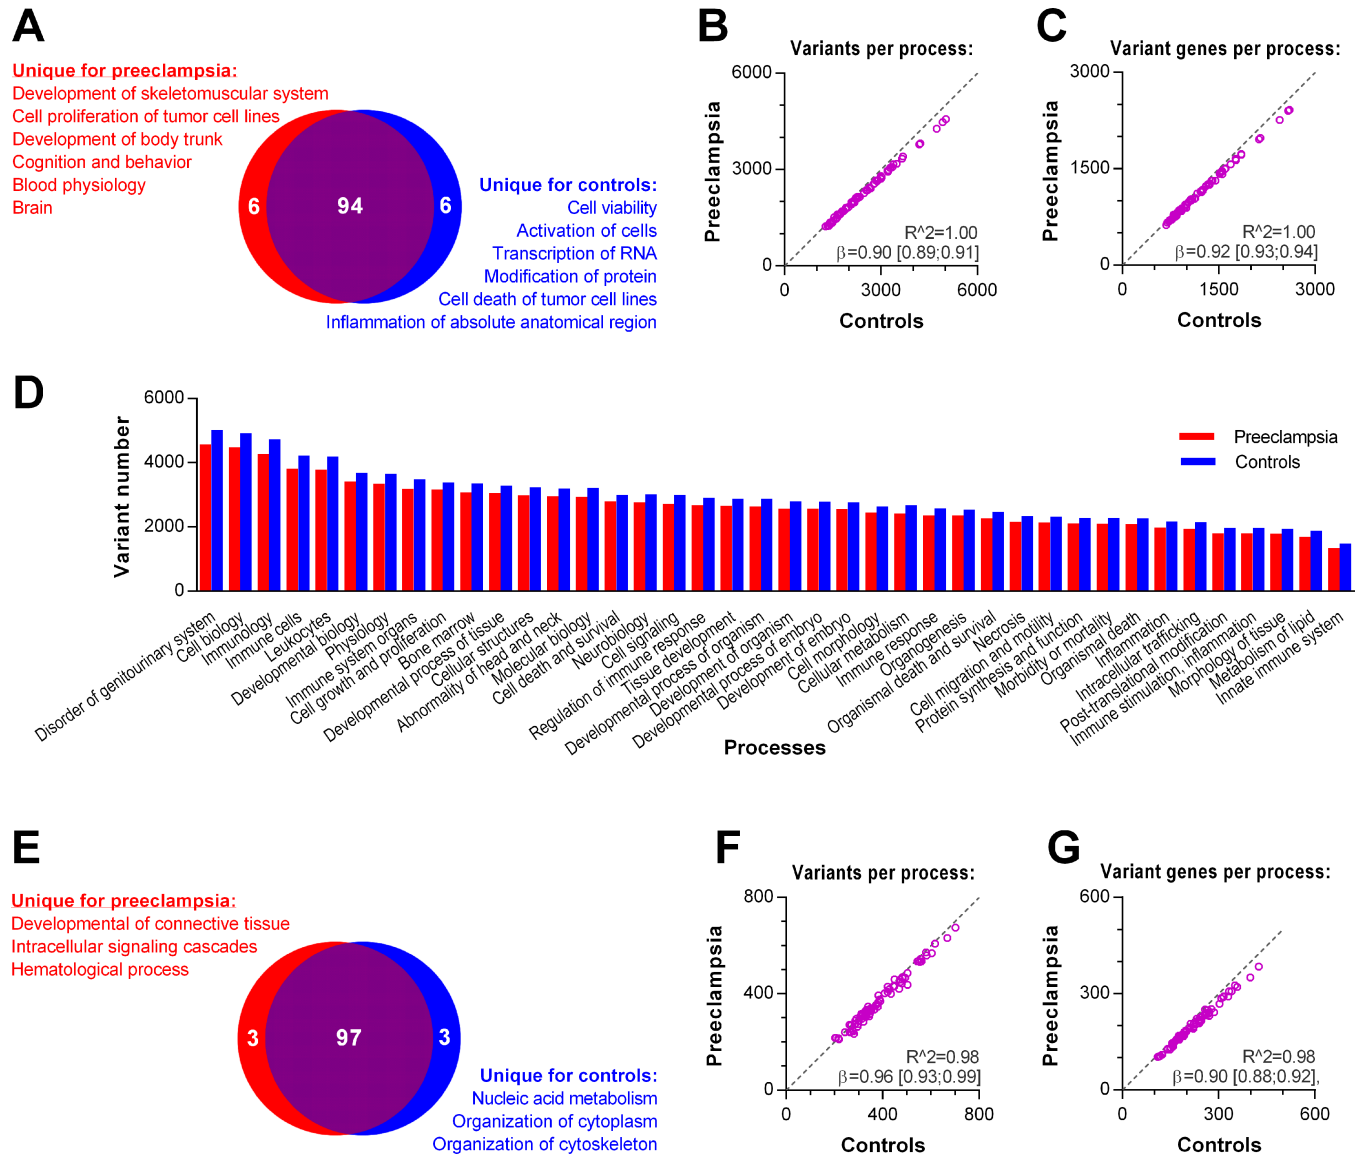 A
Unique for preeclampsia:
Development of skeletomuscular system
Cell proliferation of tumor cell lines
Development of body trunk
Cognition and behavior
Blood physiology
Brain
6
94
6
Unique for controls:
Cell viability
Activation of cells
Transcription of RNA
Modification of protein
Cell death of tumor cell lines
Inflammation of absolute anatomical region
B
Variants per process:
Preeclampsia
6000
3000
0
R^2=1.00
β=0.90 [0.89;0.91]
0
3000
6000
Controls
C
Variant genes per process:
Preeclampsia
3000
1500
0
R^2=1.00
β=0.92 [0.93;0.94]
0
1500
3000
Controls
D
Variant number
6000
4000
2000
0
Preeclampsia
Controls
Disorder of genitourinary system
Cell biology
Immunology
Immune cells
Leukocytes
Developmental biology
Physiology
Immune system organs
Cell growth and proliferation
Bone marrow
Developmental process of tissue
Cellular structures
Abnormality of head and neck
Molecular biology
Cell death and survival
Neurobiology
Cell signaling
Regulation of immune response
Tissue development
Developmental process of organism
Development of organism
Developmental process of embryo
Development of embryo
Cell morphology
Cellular metabolism
Immune response
Organogenesis
Organismal death and survival
Necrosis
Cell migration and motility
Protein synthesis and function
Morbidity or mortality
Organismal death
Inflammation
Intracellular trafficking
Post-translational modification
Immune stimulation, inflammation
Morphology of tissue
Metabolism of lipid
Innate immune system
Processes
E
Unique for preeclampsia:
Developmental of connective tissue
Intracellular signaling cascades
Hematological process
3
97
3
Unique for controls:
Nucleic acid metabolism
Organization of cytoplasm
Organization of cytoskeleton
F
Variants per process:
Preeclampsia
800
400
0
R^2=0.98
β=0.96 [0.93;0.99]
0
400
800
Controls
G
Variant genes per process:
Preeclampsia
600
300
0
R^2=0.98
β=0.90 [0.88;0.92],
0
300
600
Controls